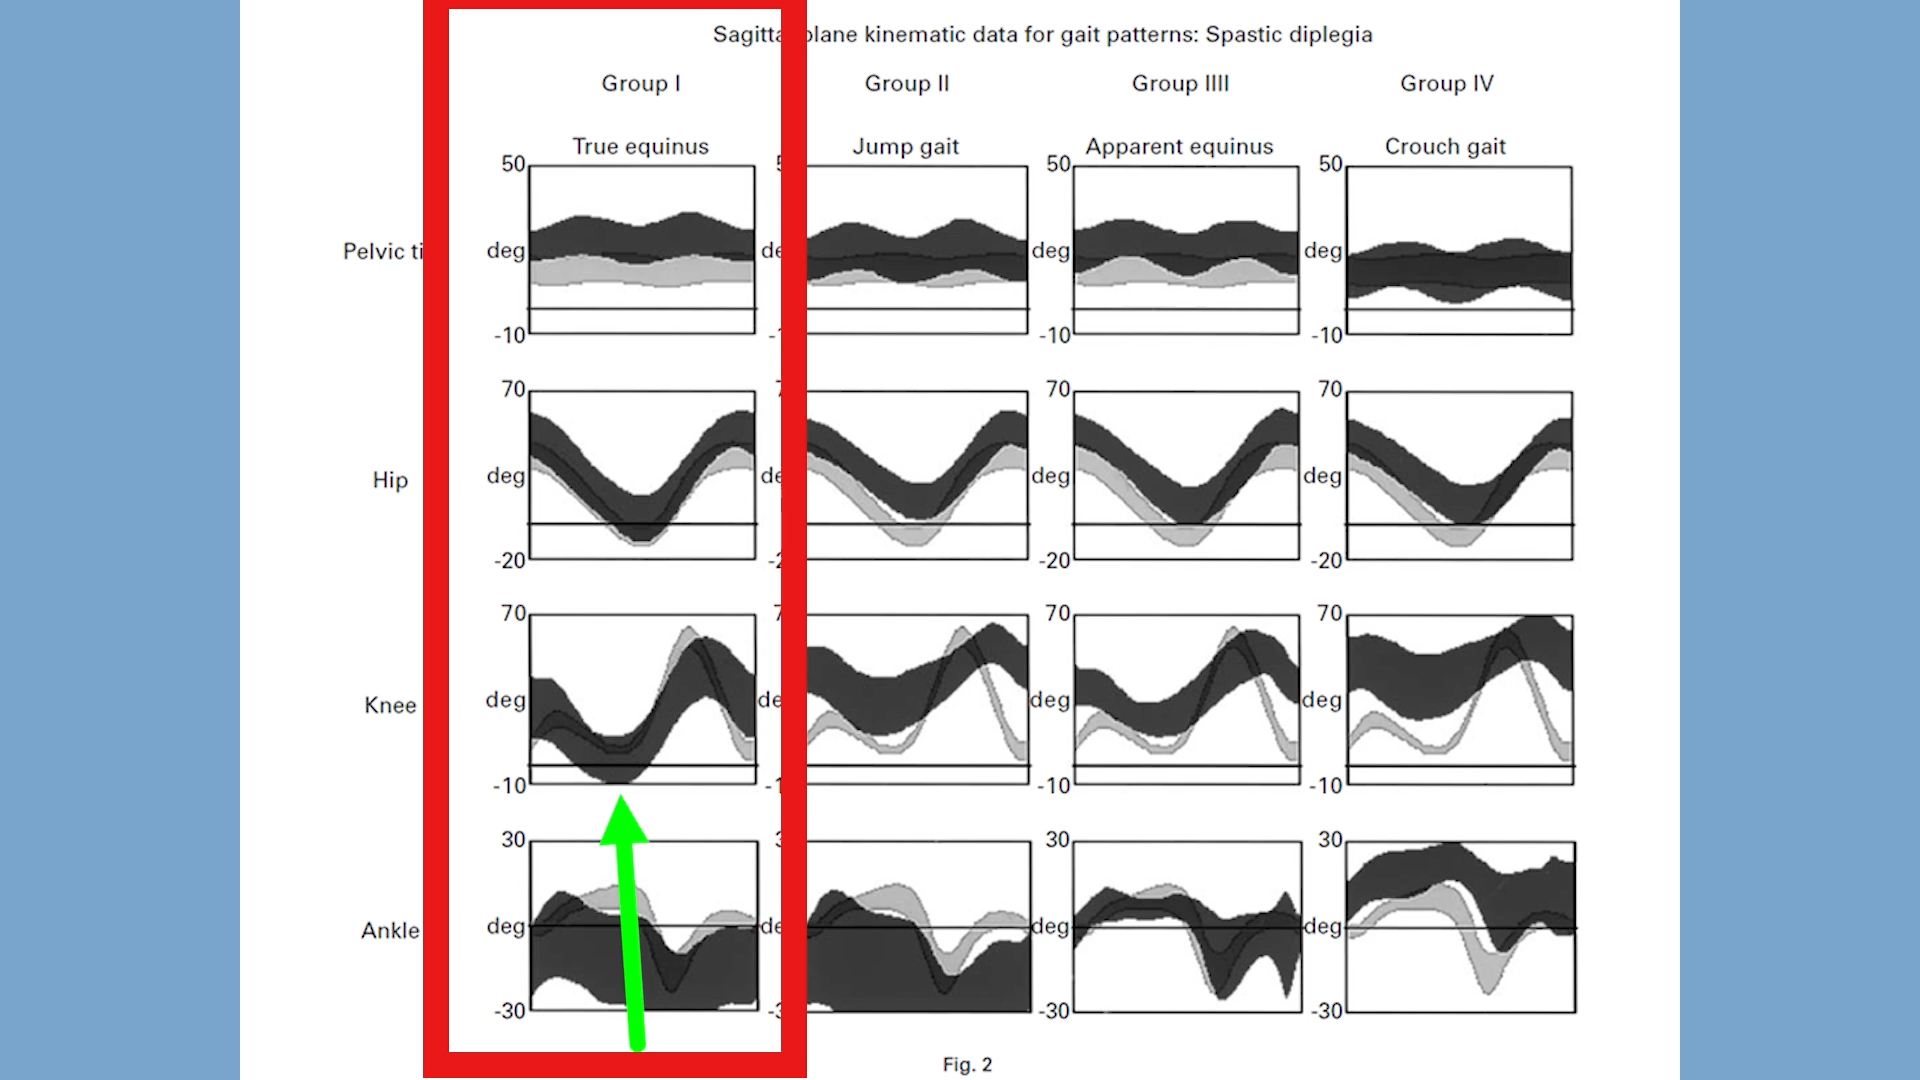 Sagitta plane kinematic data for gait patterns: Spastic diplegia
Group I Group II Group IIII Group IV
True equinus Jump gait Apparent equinus Crouch gait
50 50 50
Pelvic ti deg de deg deg
-10 -10 -10
70 70 70
Hip deg de deg deg
-20 -20 -20
70 70 70
Knee deg de deg deg
-10 -10 -10
30 30 30
Ankle deg de deg deg
-30 -30 -30
Fig. 2